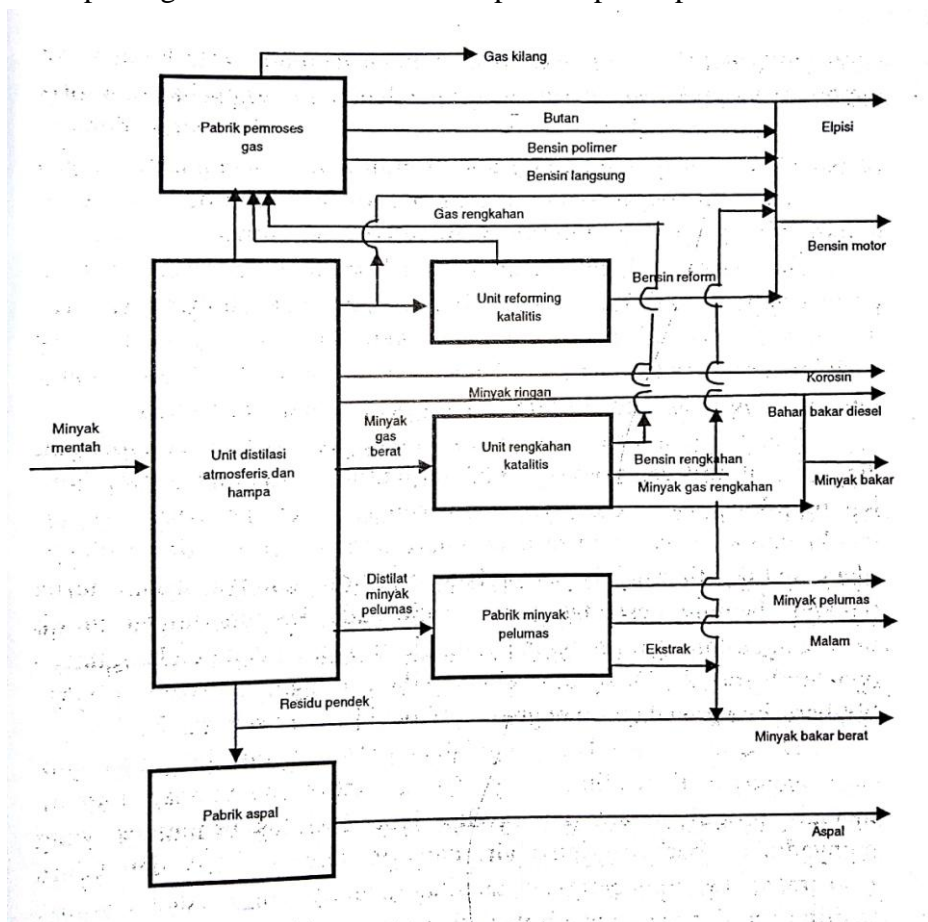 Gas kilang
Pabrik pemroses
gas
Butan
Elpisi
Bensin polimer
Bensin langsung
Gas rengkahan
Bensin motor
Bensin reform
Unit reforming
katalitis
Korosin
Minyak ringan
Bahan bakar diesel
Minyak
mentah
Unit distilasi
atmosferis dan
hampa
Minyak
gas
berat
Unit rengkahan
katalitis
Bensin rengkahan
Minyak gas rengkahan
Minyak bakar
Distilat
minyak
pelumas
Pabrik minyak
pelumas
Minyak pelumas
Malam
Ekstrak
Residu pendek
Minyak bakar berat
Pabrik aspal
Aspal